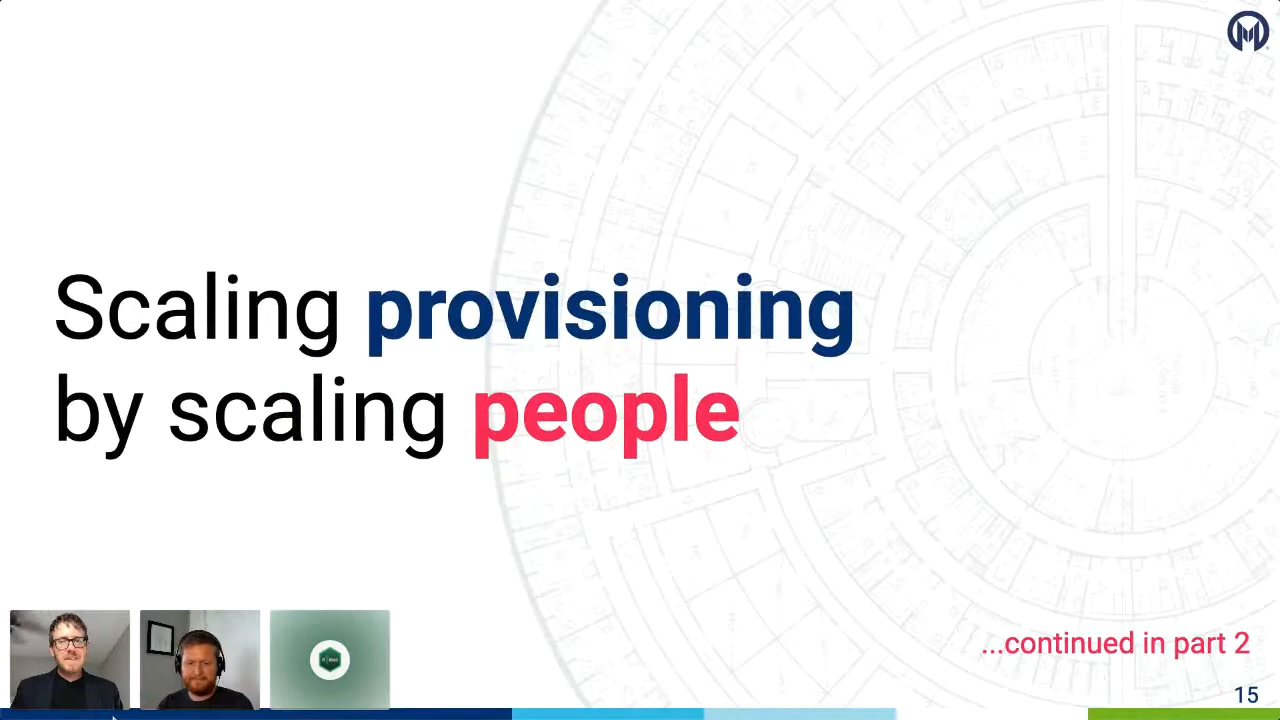 Scaling provisioning
by scaling people
...continued in part 2
15